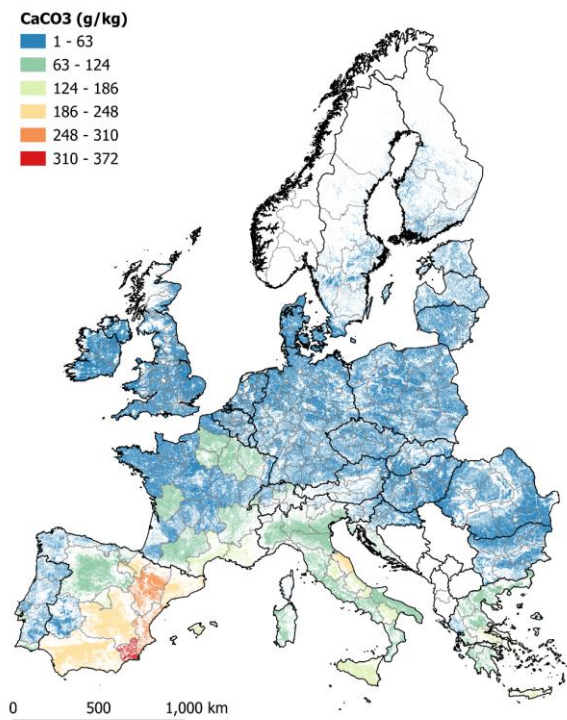 CaCO3 (g/kg)
1 - 63
63 - 124
124 - 186
186 - 248
248 - 310
310 - 372
0 500 1,000 km